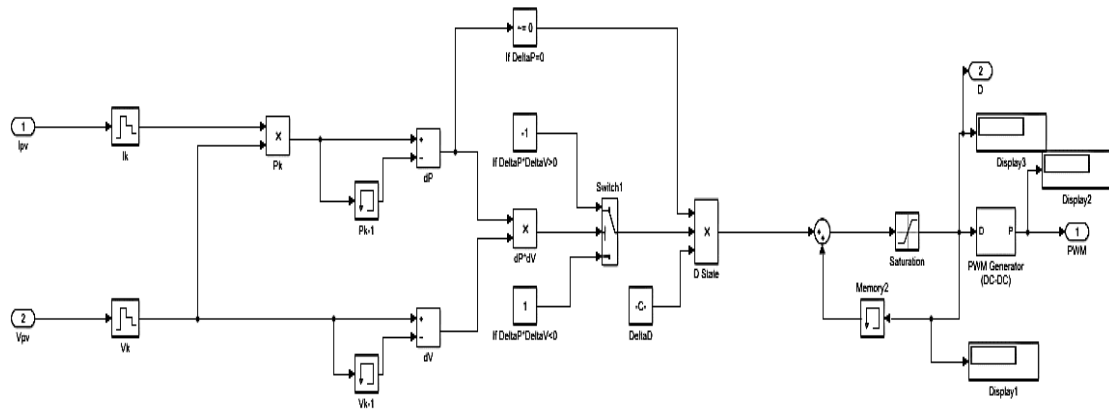 1
Ipv
Ik
×
Pk
Pk-1
+
−
dP
~= 0
If DeltaP=0
-1
If DeltaP*DeltaV>0
Switch1
×
dP*dV
1
If DeltaP*DeltaV<0
×
D State
-C-
DeltaD
2
Vpv
Vk
Vk-1
+
−
dV
+
+
Saturation
Memory2
2
D
Display3
Display2
D
P
PWM Generator
(DC-DC)
1
PWM
Display1